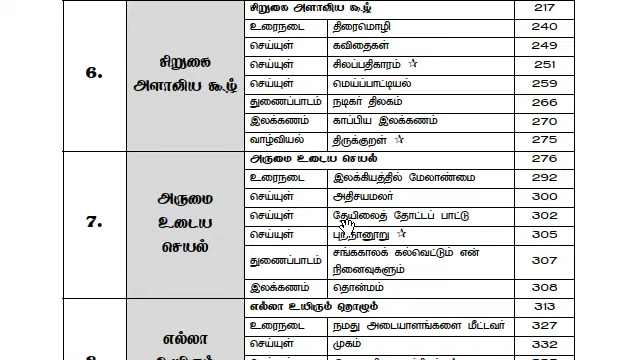 சிறுகை அளாவிய கூழ் 217
உரைநடை திரைமொழி 240
செய்யுள் கவிதைகள் 249
செய்யுள் சிலப்பதிகாரம் ☆ 251
செய்யுள் மெய்ப்பாட்டியல் 259
துணைப்பாடம் நடிகர் திலகம் 266
இலக்கணம் காப்பிய இலக்கணம் 270
வாழ்வியல் திருக்குறள் ☆ 275
6. சிறுகை
அளாவிய கூழ்
அருமை உடைய செயல் 276
உரைநடை இலக்கியத்தில் மேலாண்மை 292
செய்யுள் அதிசயமலர் 300
செய்யுள் தேயிலைத் தோட்டப் பாட்டு 302
செய்யுள் புறநானூறு ☆ 305
துணைப்பாடம் சங்ககாலக் கல்வெட்டும் என்
நினைவுகளும் 307
இலக்கணம் தொன்மம் 308
7. அருமை
உடைய
செயல்
எல்லா உயிரும் தொழும் 313
உரைநடை நமது அடையாளங்களை மீட்டவர் 327
செய்யுள் முகம் 332
எல்லா